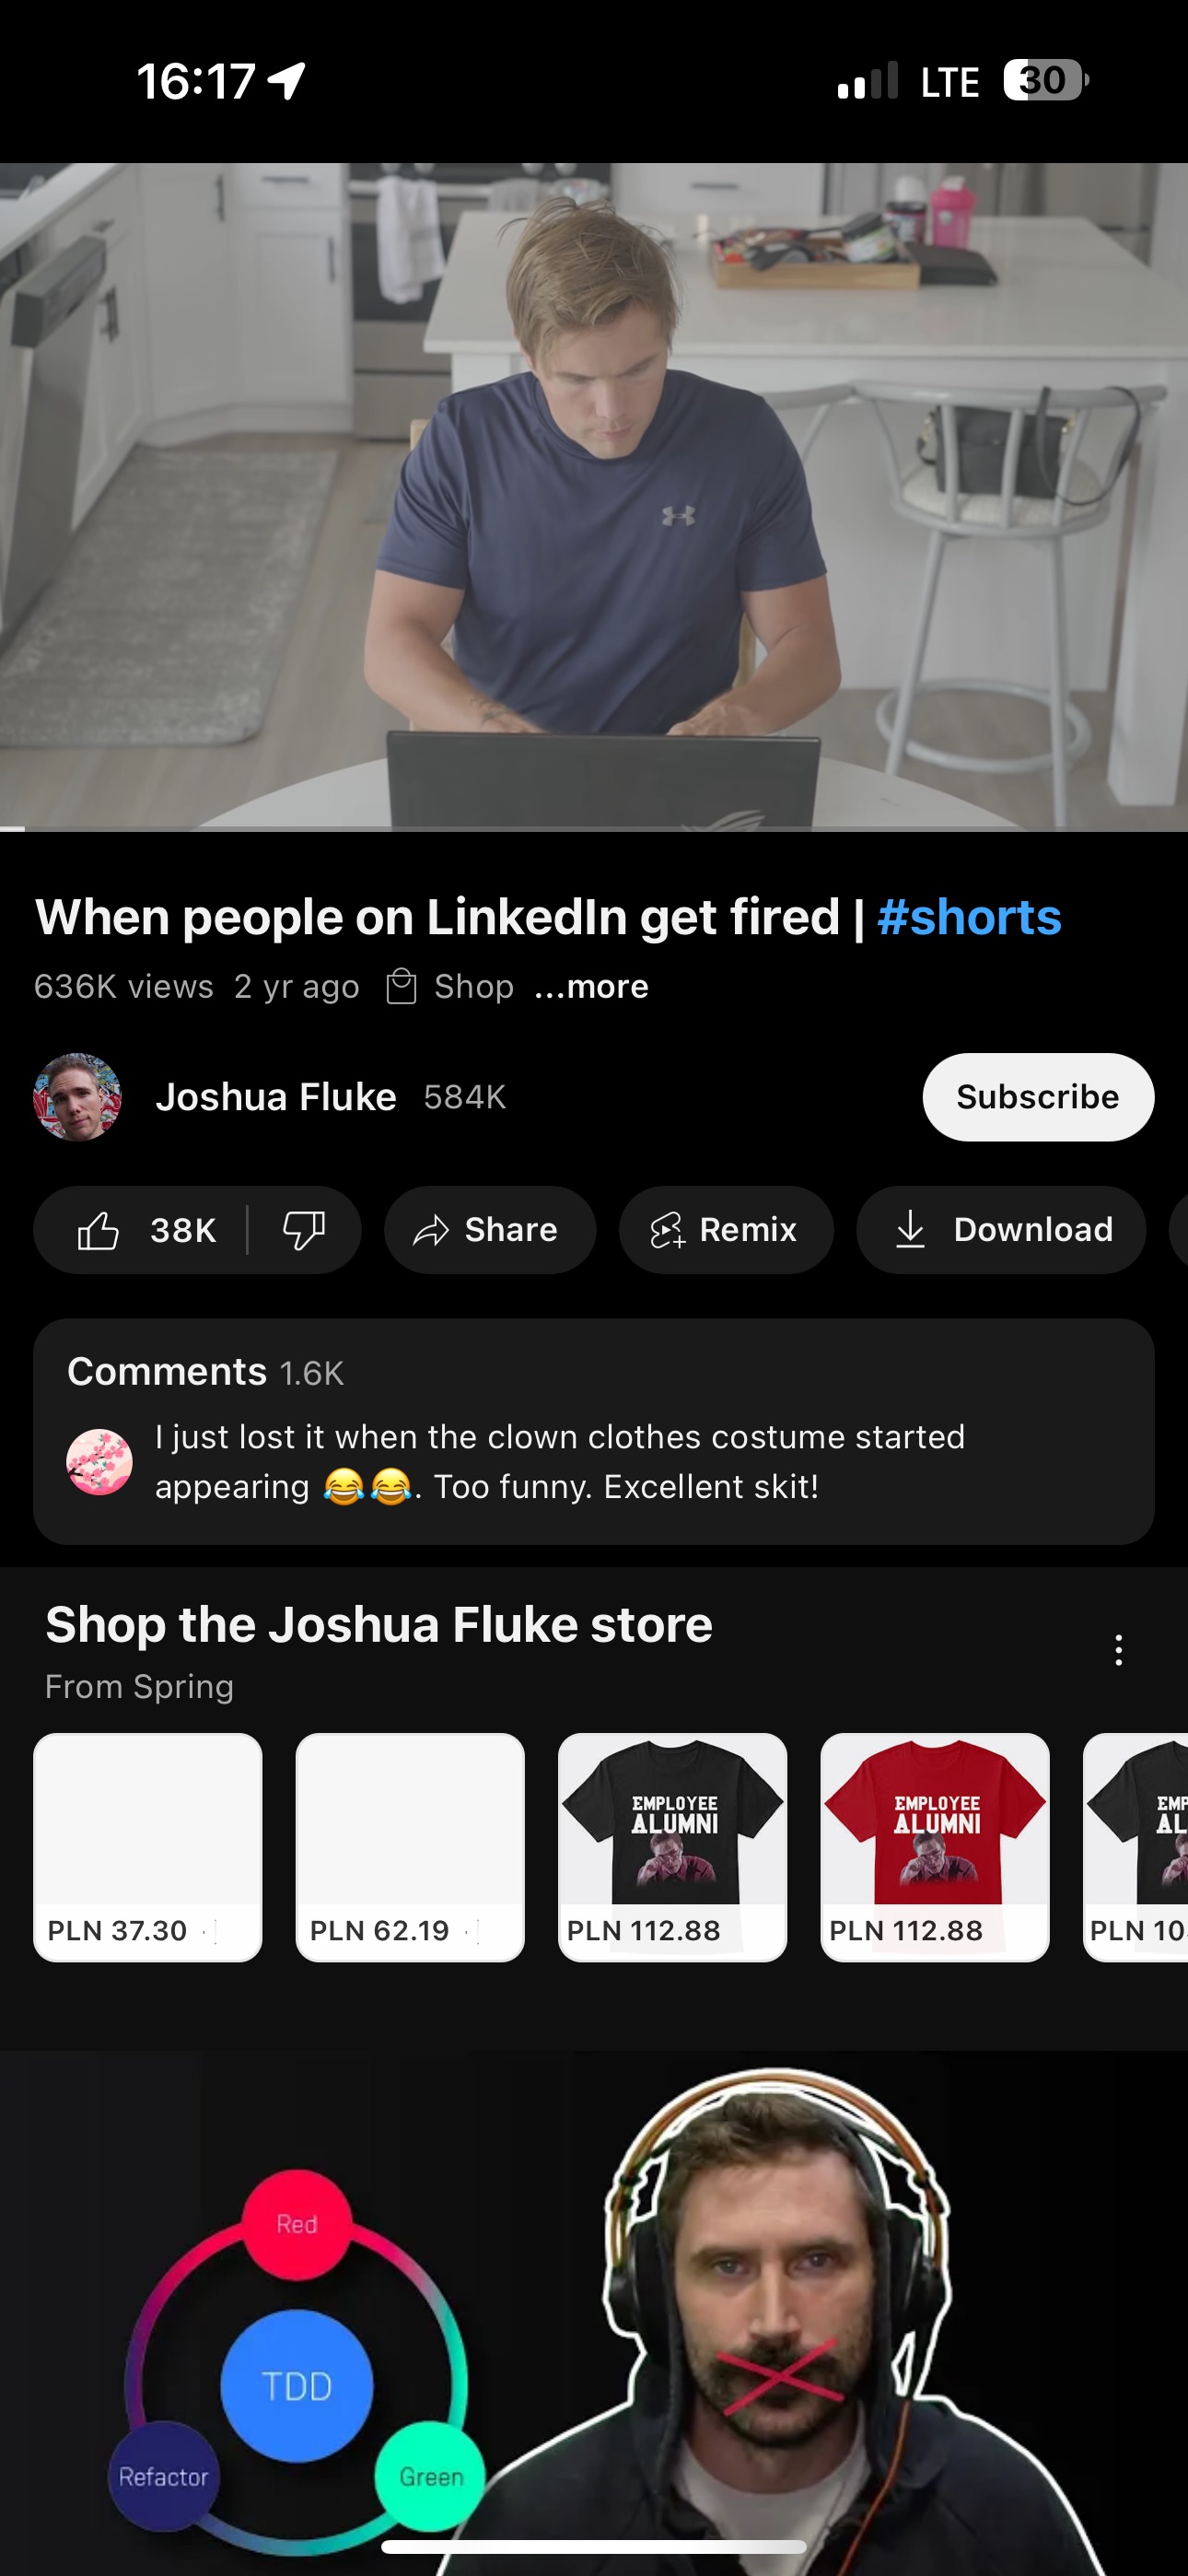 16:17
LTE 30
When people on LinkedIn get fired | #shorts
636K views 2 yr ago Shop ...more
Joshua Fluke 584K
Subscribe
38K
Share
Remix
Download
Comments 1.6K
I just lost it when the clown clothes costume started
appearing 😂😂. Too funny. Excellent skit!
Shop the Joshua Fluke store
From Spring
EMPLOYEE
ALUMNI
EMPLOYEE
ALUMNI
EMP
AL
PLN 37.30 ·
PLN 62.19 ·
PLN 112.88
PLN 112.88
PLN 10
Red
TDD
Refactor
Green